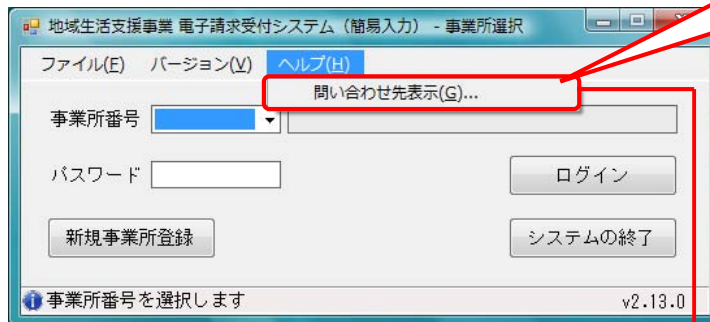 地域生活支援事業 電子請求受付システム（簡易入力） - 事業所選択
ファイル(F) バージョン(V) ヘルプ(H)
問い合わせ先表示(G)...
事業所番号
パスワード
ログイン
新規事業所登録
システムの終了
事業所番号を選択します
v2.13.0